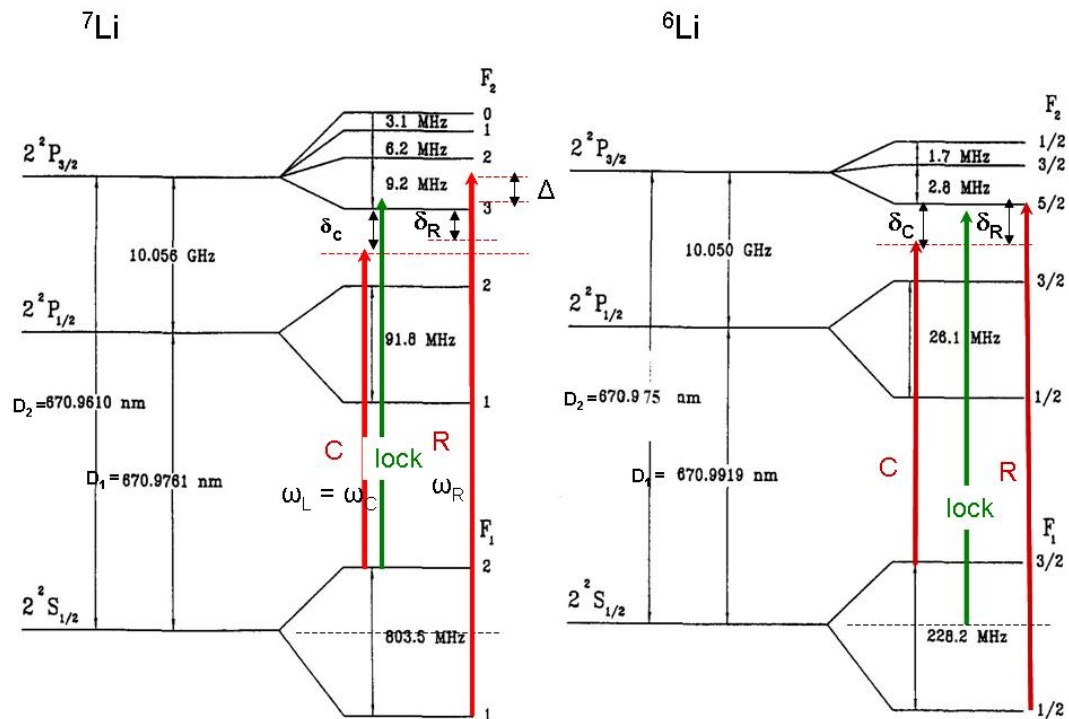 ⁷Li
F₂
0
3.1 MHz
1
6.2 MHz
2
2 ²P₃/₂
9.2 MHz
Δ
3
δc
δR
10.056 GHz
2
2 ²P₁/₂
91.8 MHz
D₂=670.9610 nm
1
C
lock
R
D₁=670.9761 nm
ω_L = ω_C
ω_R
F₁
2
2 ²S₁/₂
803.5 MHz
1
⁶Li
F₂
1/2
2 ²P₃/₂
1.7 MHz
3/2
2.8 MHz
5/2
δC
δR
10.050 GHz
3/2
2 ²P₁/₂
26.1 MHz
D₂=670.975 nm
1/2
C
R
D₁=670.9919 nm
lock
F₁
3/2
2 ²S₁/₂
228.2 MHz
1/2